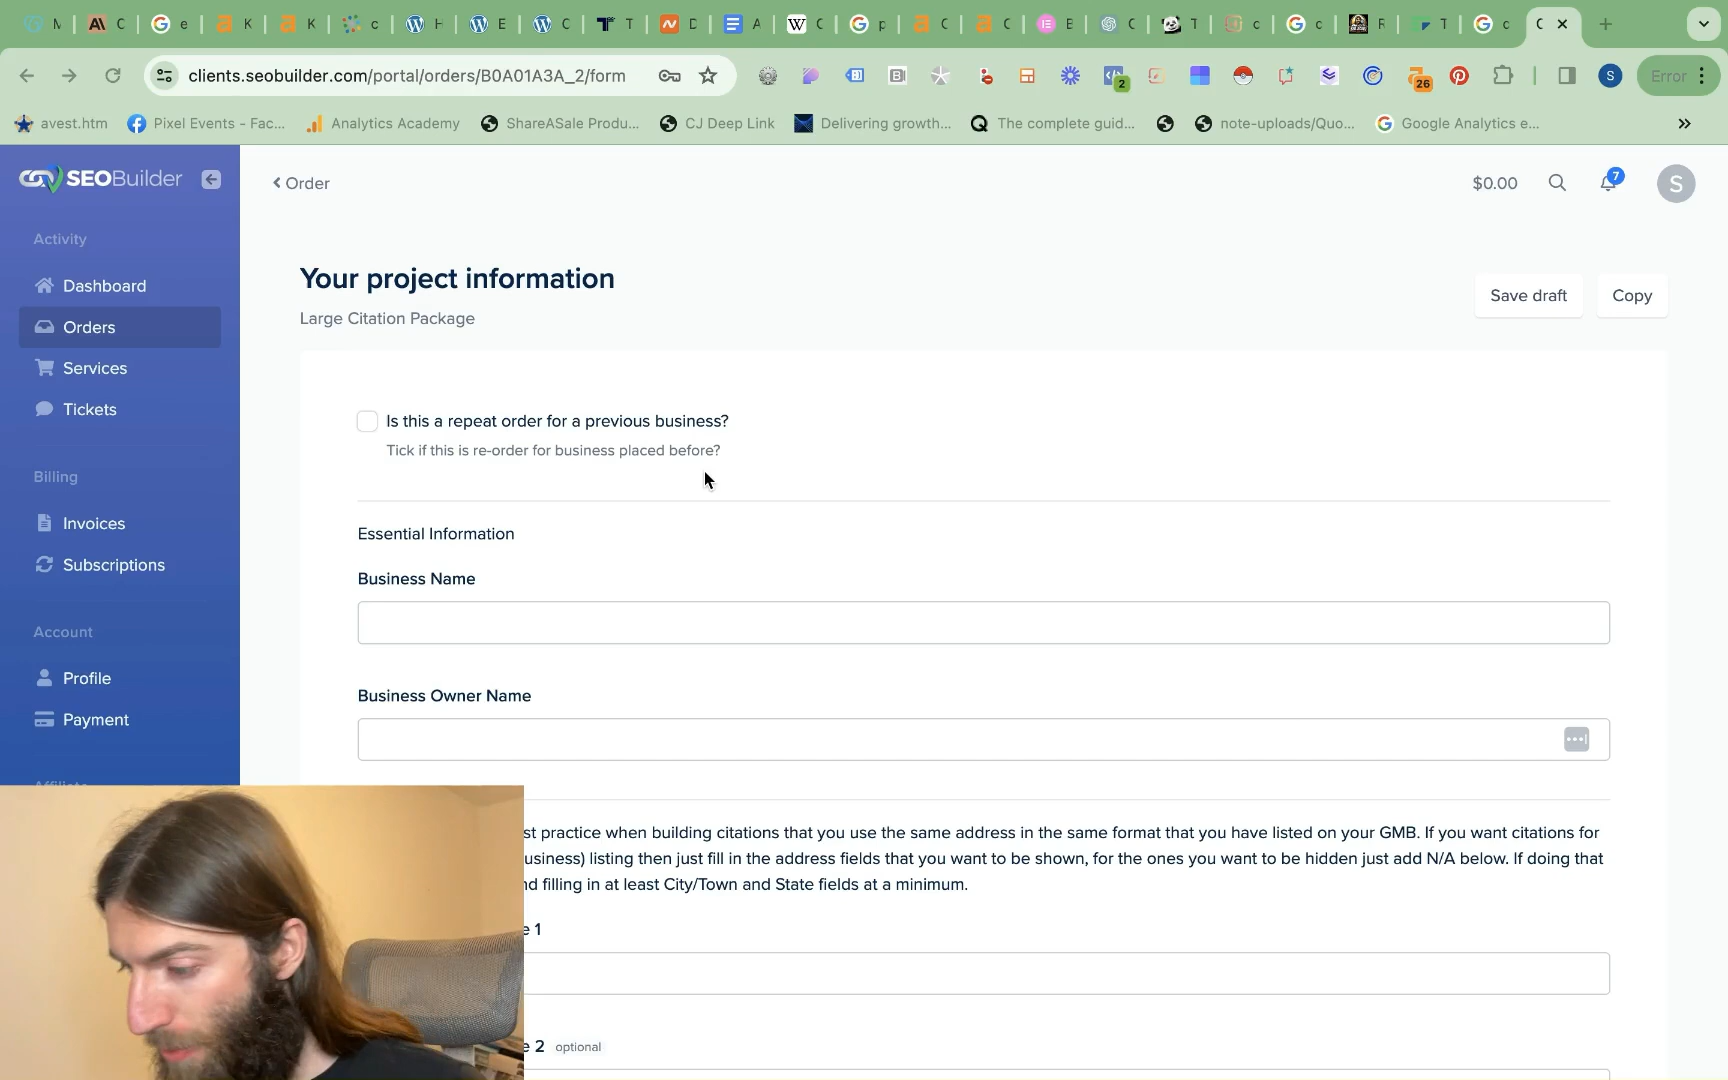 M
AI C
G e
K
K
c
H
E
C
T T
D
A
W C
G p
C
C
E B
C
T
c
G c
R
T
G c
C
clients.seobuilder.com/portal/orders/B0A01A3A_2/form
B
2
26
S
Error
avest.htm
Pixel Events - Fac...
Analytics Academy
ShareASale Produ...
CJ Deep Link
Delivering growth...
The complete guid...
note-uploads/Quo...
Google Analytics e...
SEOBuilder
Order
$0.00
7
S
Activity
Dashboard
Orders
Services
Tickets
Billing
Invoices
Subscriptions
Account
Profile
Payment
Affiliate
Your project information
Large Citation Package
Save draft
Copy
Is this a repeat order for a previous business?
Tick if this is re-order for business placed before?
Essential Information
Business Name
Business Owner Name
st practice when building citations that you use the same address in the same format that you have listed on your GMB. If you want citations for
usiness) listing then just fill in the address fields that you want to be shown, for the ones you want to be hidden just add N/A below. If doing that
nd filling in at least City/Town and State fields at a minimum.
e 1
e 2 optional